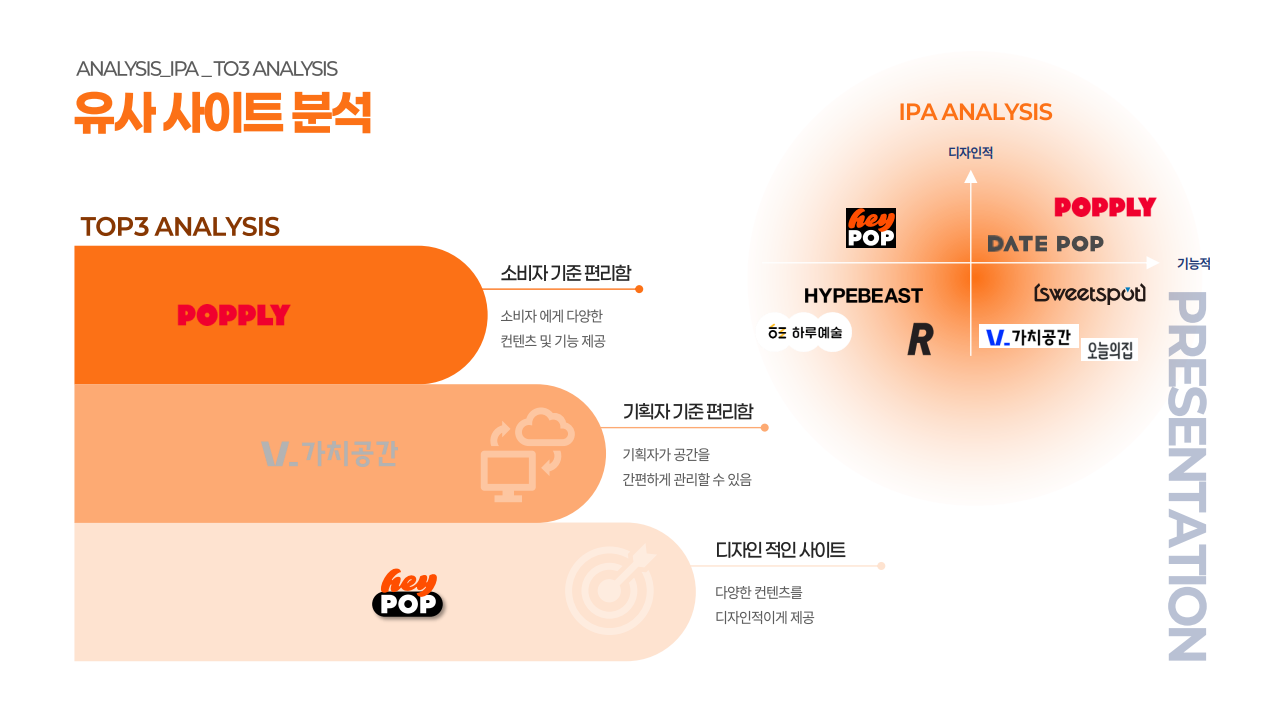 ANALYSIS_IPA _ TO3 ANALYSIS
유사 사이트 분석
TOP3 ANALYSIS
POPPLY
소비자 기준 편리함
소비자 에게 다양한
컨텐츠 및 기능 제공
V_가치공간
기획자 기준 편리함
기획자가 공간을
간편하게 관리할 수 있음
hey
POP
디자인 적인 사이트
다양한 컨텐츠를
디자인적이게 제공
IPA ANALYSIS
디자인적
기능적
hey
POP
POPPLY
DATE POP
HYPEBEAST
sweetspot
하루예술
R
V_가치공간
오늘의집
PRESENTATION